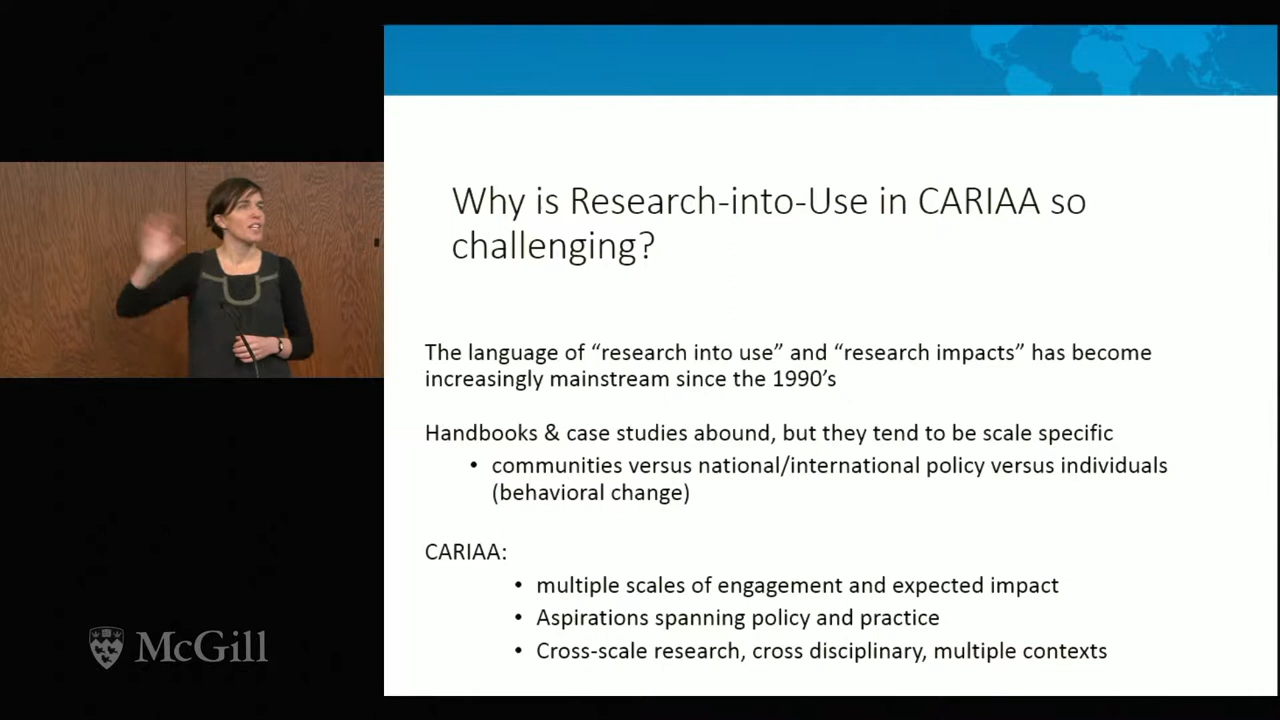 Why is Research-into-Use in CARIAA so
challenging?
The language of “research into use” and “research impacts” has become
increasingly mainstream since the 1990’s
Handbooks & case studies abound, but they tend to be scale specific
• communities versus national/international policy versus individuals
(behavioral change)
CARIAA:
• multiple scales of engagement and expected impact
• Aspirations spanning policy and practice
• Cross-scale research, cross disciplinary, multiple contexts
McGill